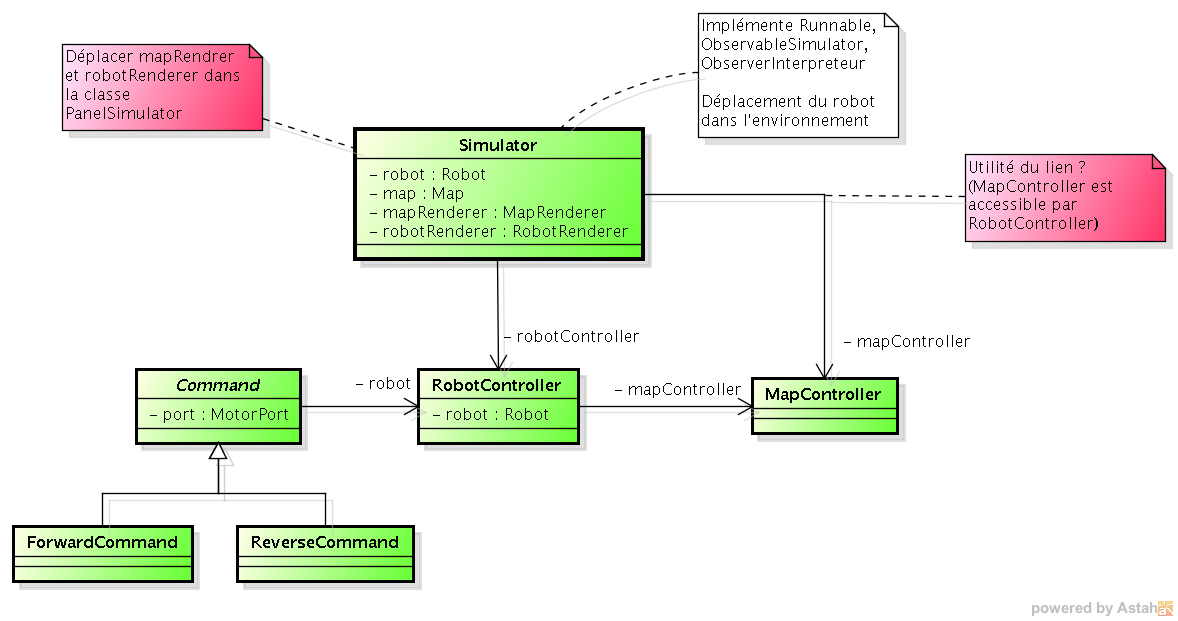 Implémente Runnable,
ObservableSimulator,
ObserverInterpreteur
Déplacement du robot
dans l'environnement
Déplacer mapRendrer
et robotRenderer dans
la classe
PanelSimulator
Simulator
– robot : Robot
– map : Map
– mapRenderer : MapRenderer
– robotRenderer : RobotRenderer
Utilité du lien ?
(MapController est
accessible par
RobotController)
– robotController
– mapController
Command
– port : MotorPort
– robot
RobotController
– robot : Robot
– mapController
MapController
ForwardCommand
ReverseCommand
powered by Astah